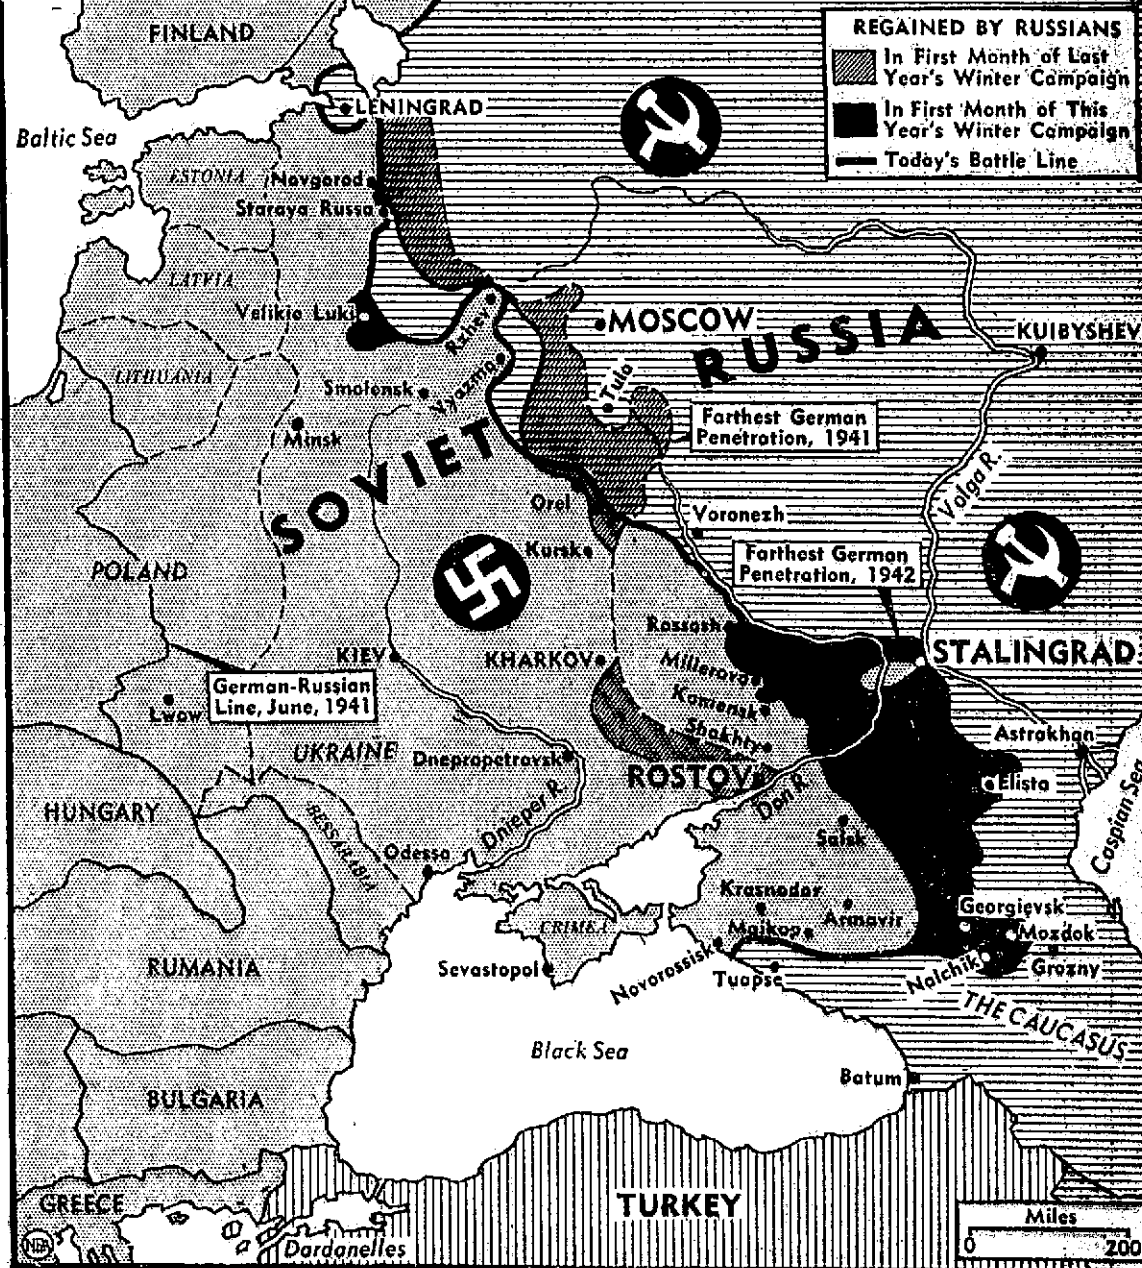 FINLAND
REGAINED BY RUSSIANS
In First Month of Last
Year's Winter Campaign
In First Month of This
Year's Winter Campaign
Today's Battle Line
LENINGRAD
Baltic Sea
ESTONIA
Novgorod
Staraya Russa
LATVIA
Velikie Luki
Rzhev
MOSCOW
SOVIET RUSSIA
KUIBYSHEV
LITHUANIA
Smolensk
Vyazma
Tula
Farthest German
Penetration, 1941
Minsk
Volga R.
Orel
Voronezh
Kursk
Farthest German
Penetration, 1942
POLAND
Rossosh
KIEV
KHARKOV
STALINGRAD
Millerovo
German-Russian
Line, June, 1941
Kamensk
Lwow
Shakhty
Astrakhan
UKRAINE
Dnepropetrovsk
ROSTOV
Don R.
Elista
HUNGARY
BESSARABIA
Dnieper R.
Salsk
Caspian Sea
Odessa
Krasnodar
Georgievsk
CRIMEA
Maikop
Armavir
Mozdok
RUMANIA
Sevastopol
Novorossisk
Tuapse
Nalchik
Grozny
THE CAUCASUS
Black Sea
Batum
BULGARIA
GREECE
TURKEY
Miles
0 200
NEA
Dardanelles